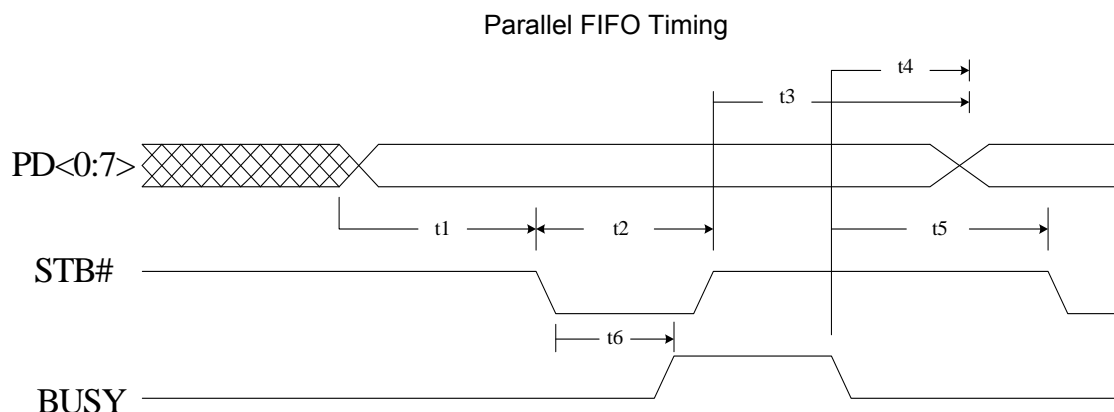 Parallel FIFO Timing
t4
t3
PD<0:7>
t1
t2
t5
STB#
t6
BUSY